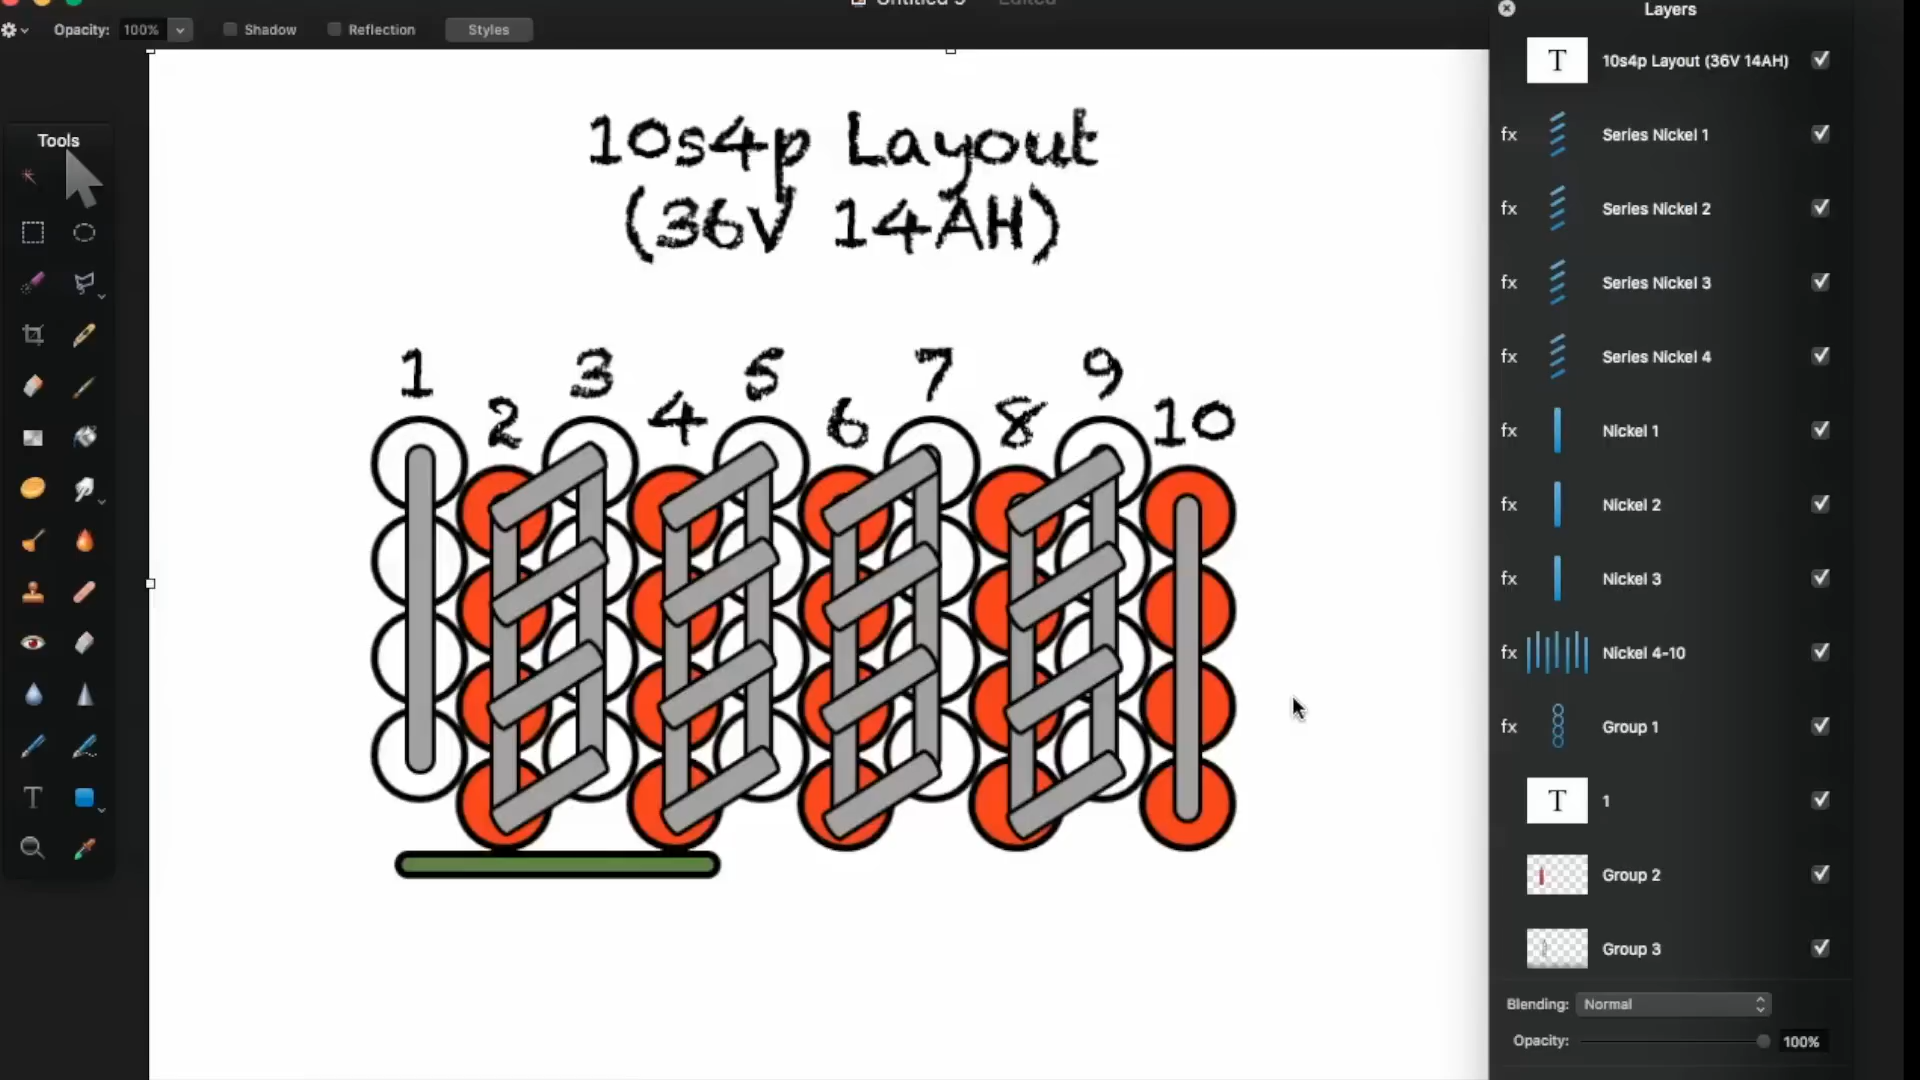 Untitled 9 — Edited
Opacity: 100%
Shadow
Reflection
Styles
Tools
T
10s4p Layout
(36V 14AH)
1 3 5 7 9
2 4 6 8 10
Layers
T 10s4p Layout (36V 14AH)
fx Series Nickel 1
fx Series Nickel 2
fx Series Nickel 3
fx Series Nickel 4
fx Nickel 1
fx Nickel 2
fx Nickel 3
fx Nickel 4-10
fx Group 1
T 1
Group 2
Group 3
Blending: Normal
Opacity: 100%